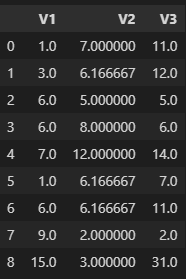 V1 V2 V3
0 1.0 7.000000 11.0
1 3.0 6.166667 12.0
2 6.0 5.000000 5.0
3 6.0 8.000000 6.0
4 7.0 12.000000 14.0
5 1.0 6.166667 7.0
6 6.0 6.166667 11.0
7 9.0 2.000000 2.0
8 15.0 3.000000 31.0